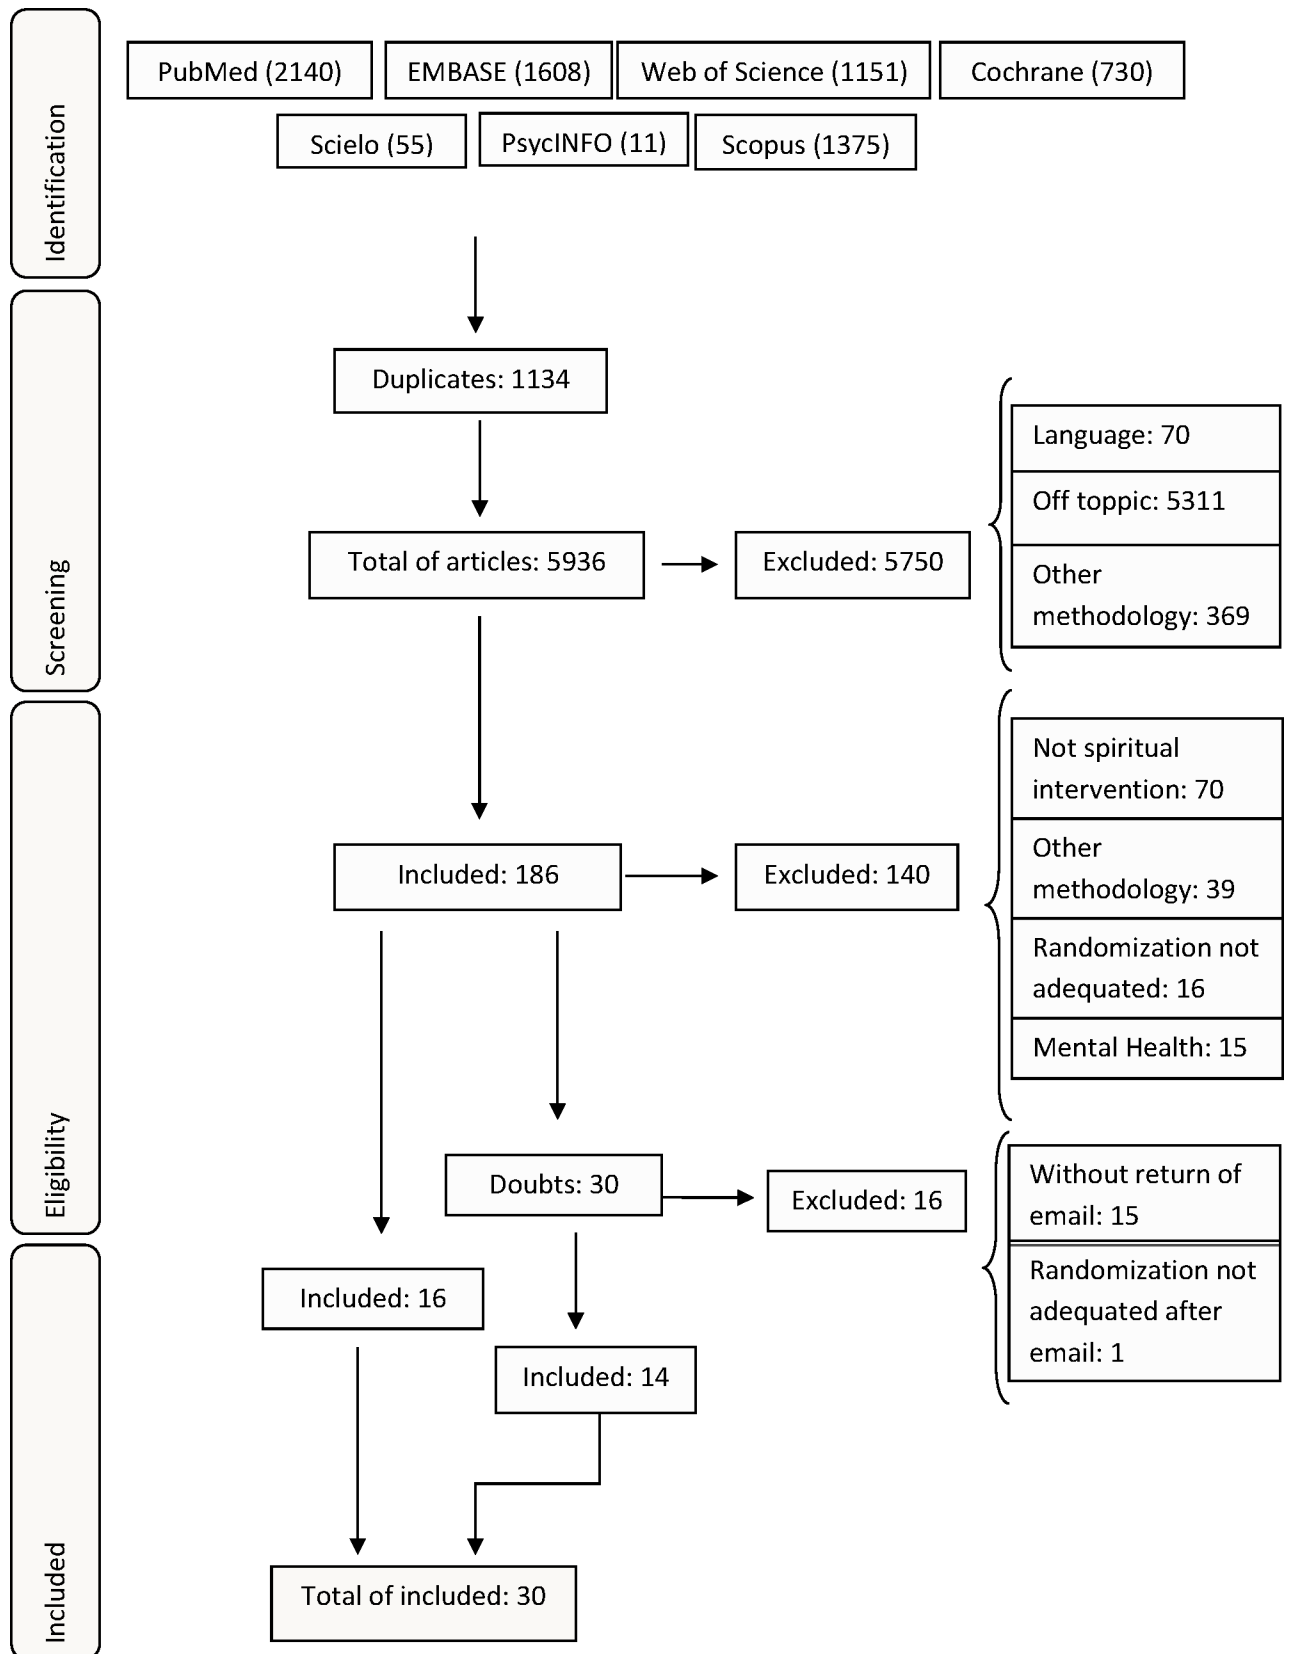 Identification
PubMed (2140)
EMBASE (1608)
Web of Science (1151)
Cochrane (730)
Scielo (55)
PsycINFO (11)
Scopus (1375)
Screening
Duplicates: 1134
Total of articles: 5936
Excluded: 5750
Language: 70
Off toppic: 5311
Other
methodology: 369
Eligibility
Included: 186
Excluded: 140
Not spiritual
intervention: 70
Other
methodology: 39
Randomization not
adequated: 16
Mental Health: 15
Doubts: 30
Excluded: 16
Without return of
email: 15
Randomization not
adequated after
email: 1
Included
Included: 16
Included: 14
Total of included: 30